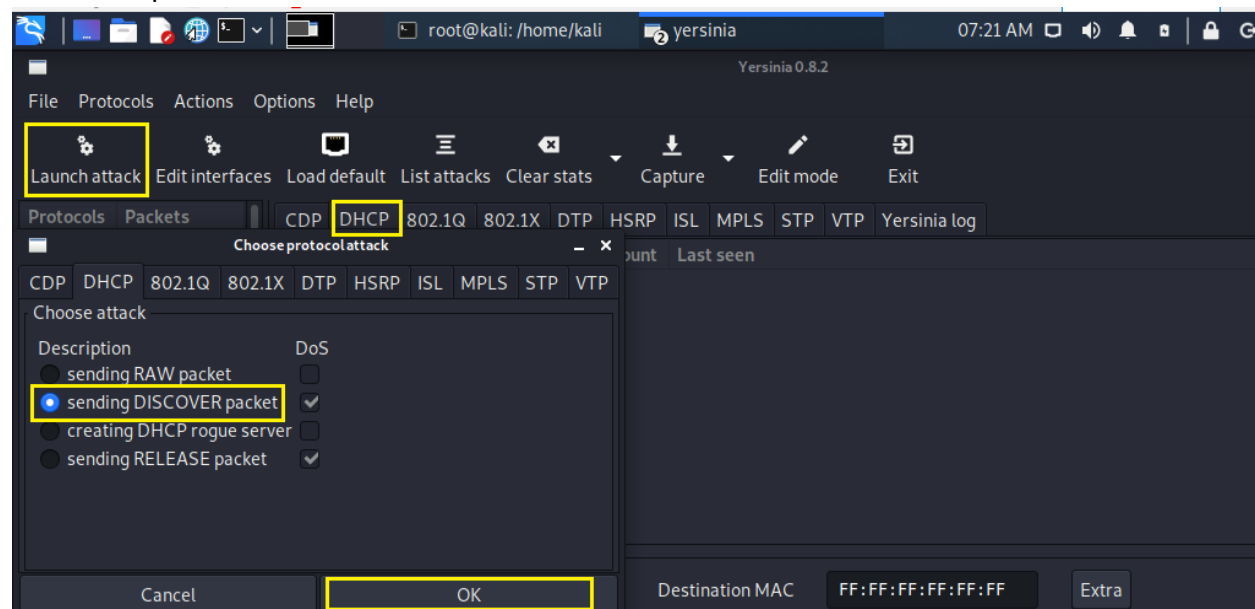 root@kali: /home/kali yersinia 07:21 AM
Yersinia 0.8.2
File Protocols Actions Options Help
Launch attack Edit interfaces Load default List attacks Clear stats Capture Edit mode Exit
Protocols Packets CDP DHCP 802.1Q 802.1X DTP HSRP ISL MPLS STP VTP Yersinia log
Choose protocol attack
Last seen
CDP DHCP 802.1Q 802.1X DTP HSRP ISL MPLS STP VTP
Choose attack
Description DoS
sending RAW packet
sending DISCOVER packet
creating DHCP rogue server
sending RELEASE packet
Cancel OK Destination MAC FF:FF:FF:FF:FF:FF Extra